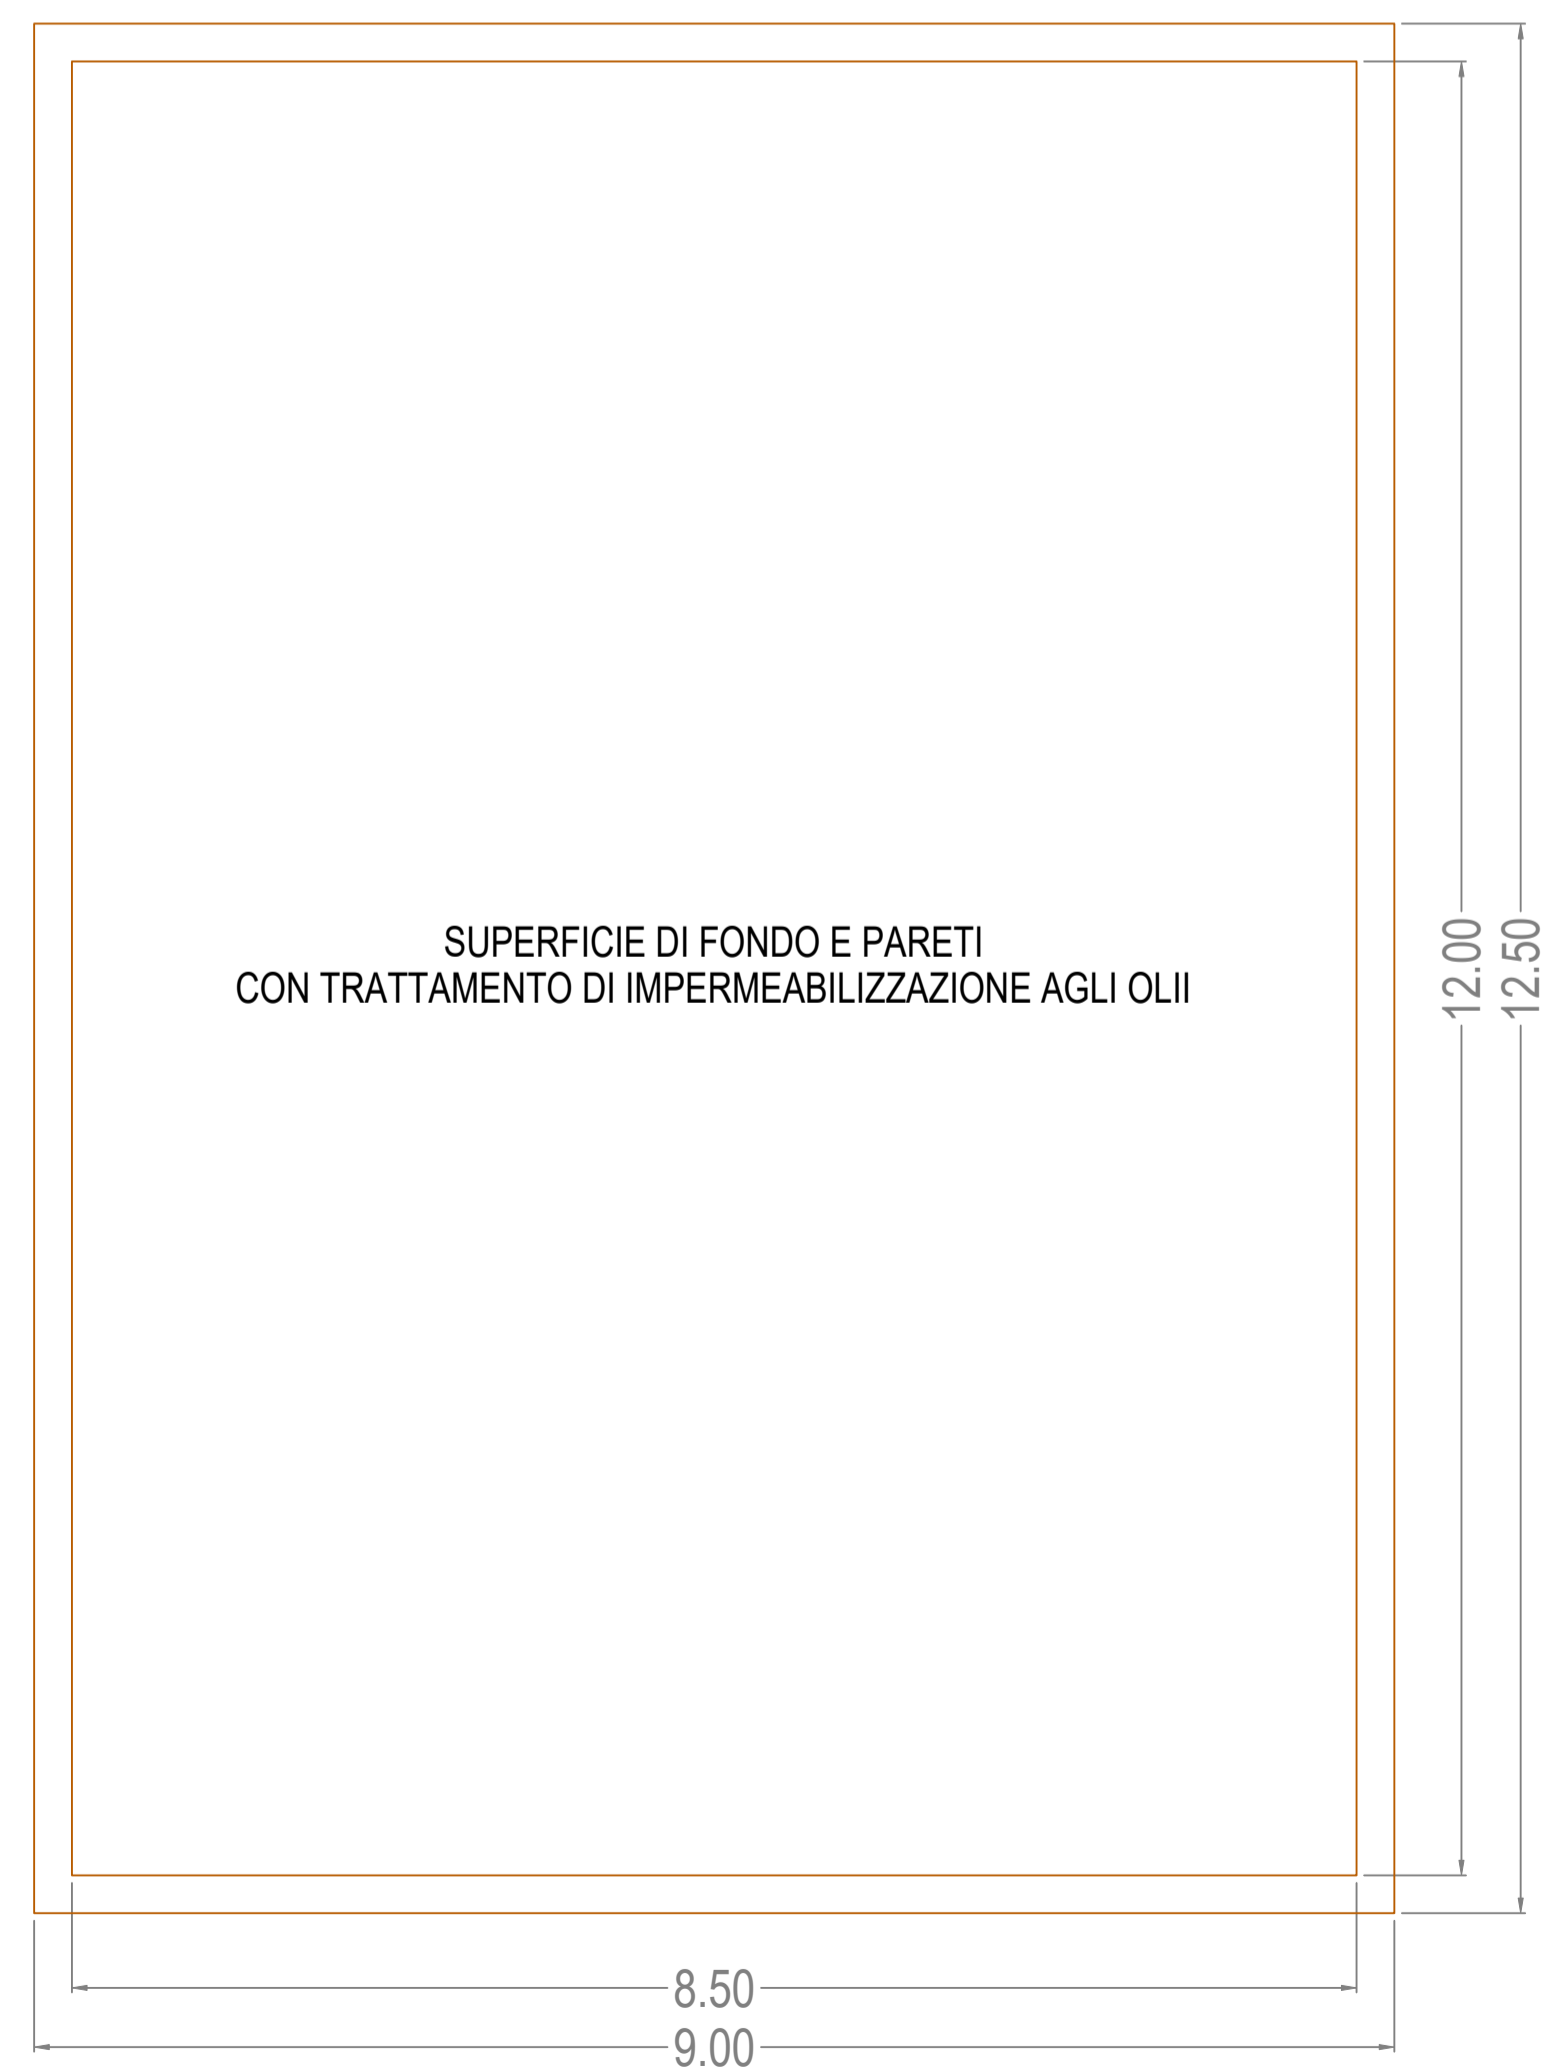 SUPERFICIE DI FONDO E PARETI
CON TRATTAMENTO DI IMPERMEABILIZZAZIONE AGLI OLII
12.00
12.50
8.50
9.00